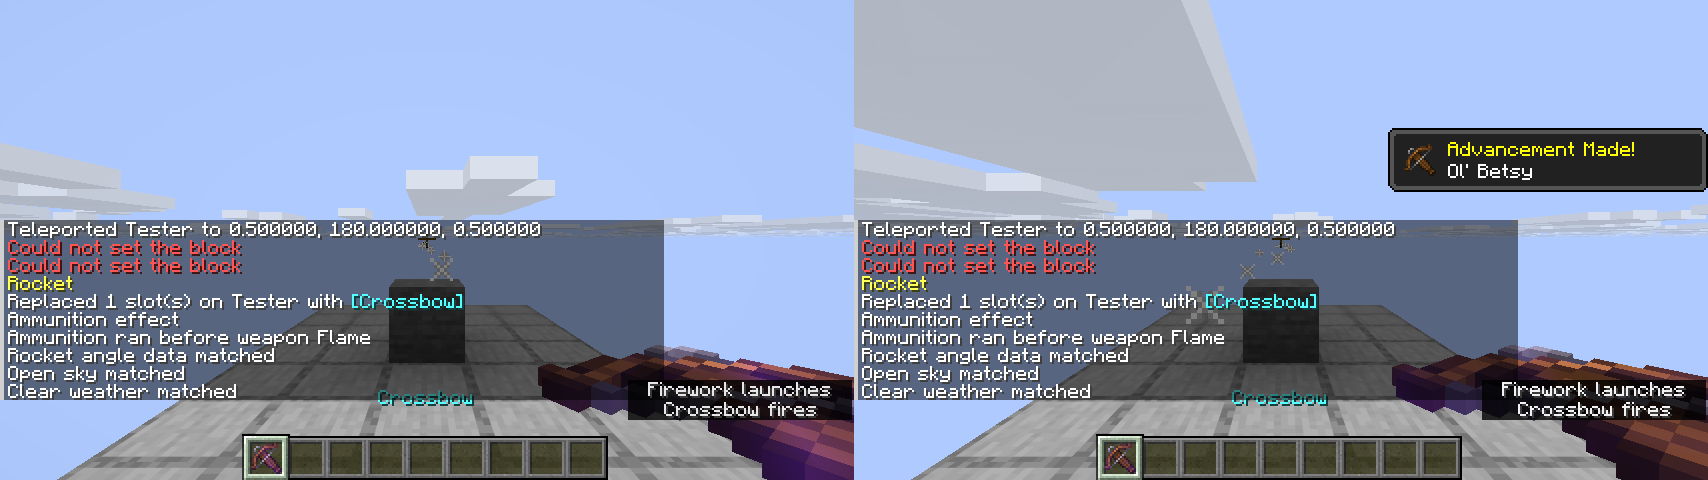 Teleported Tester to 0.500000, 180.000000, 0.500000
Could not set the block
Could not set the block
Rocket
Replaced 1 slot(s) on Tester with [Crossbow]
Ammunition effect
Ammunition ran before weapon Flame
Rocket angle data matched
Open sky matched
Clear weather matched
Crossbow
Firework launches
Crossbow fires
Advancement Made!
Ol' Betsy
Teleported Tester to 0.500000, 180.000000, 0.500000
Could not set the block
Could not set the block
Rocket
Replaced 1 slot(s) on Tester with [Crossbow]
Ammunition effect
Ammunition ran before weapon Flame
Rocket angle data matched
Open sky matched
Clear weather matched
Crossbow
Firework launches
Crossbow fires